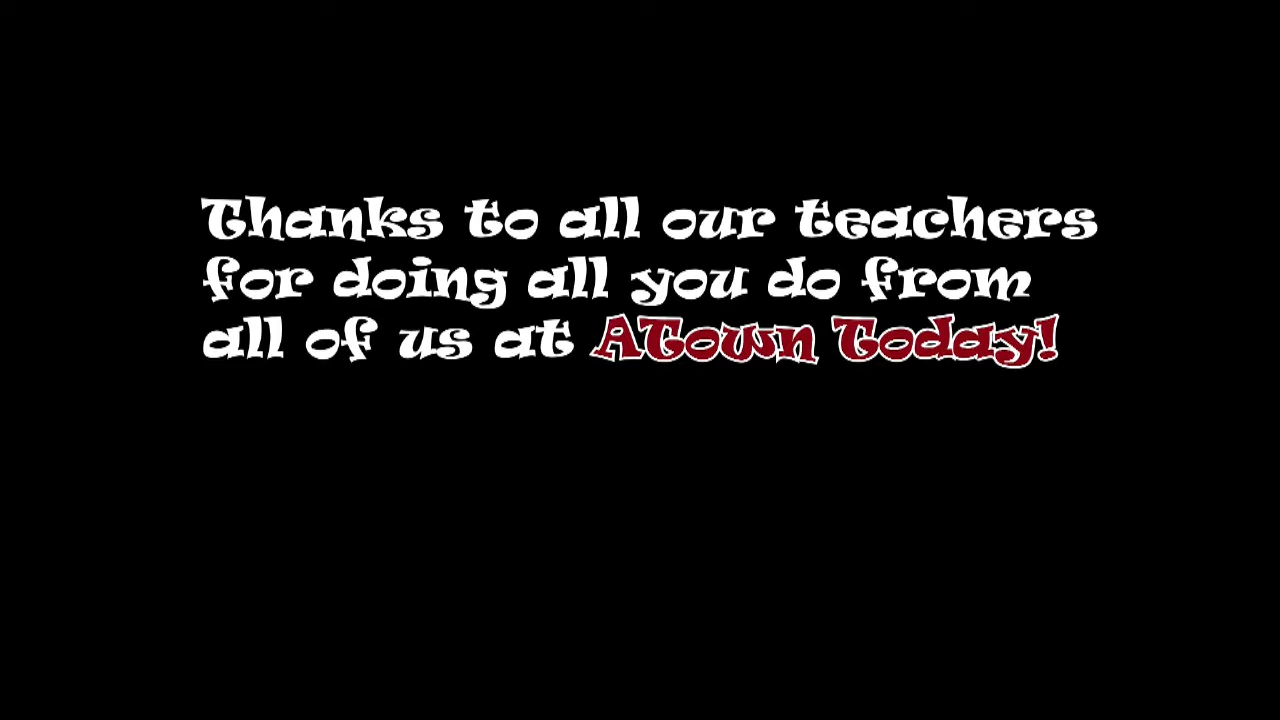 Thanks to all our teachers
for doing all you do from
all of us at ATown Today!